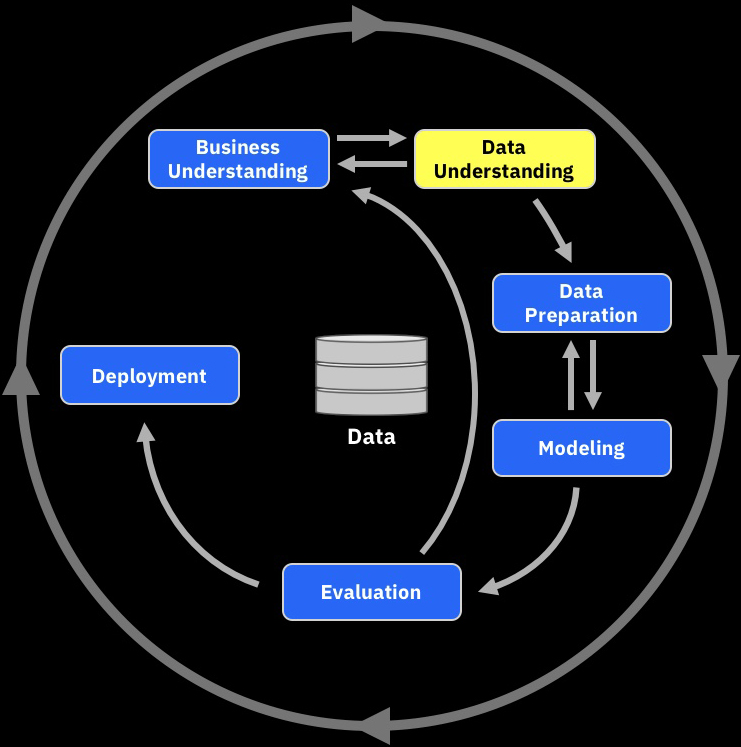 Business
Understanding
Data
Understanding
Data
Preparation
Deployment
Data
Modeling
Evaluation